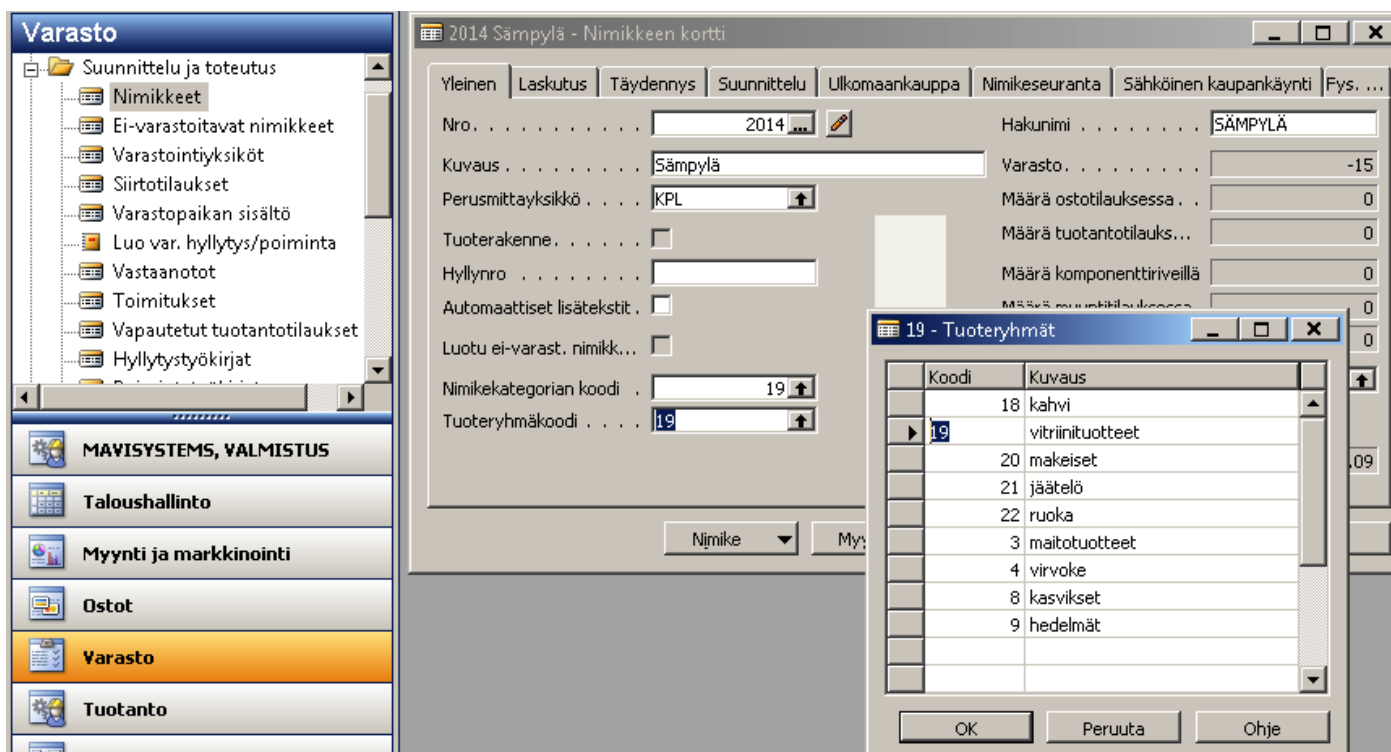 Varasto
Suunnittelu ja toteutus
Nimikkeet
Ei-varastoitavat nimikkeet
Varastointiyksiköt
Siirtotilaukset
Varastopaikan sisältö
Luo var. hyllytys/poiminta
Vastaanotot
Toimitukset
Vapautetut tuotantotilaukset
Hyllytystyökirjat
MAVISYSTEMS, VALMISTUS
Taloushallinto
Myynti ja markkinointi
Ostot
Varasto
Tuotanto
2014 Sämpylä - Nimikkeen kortti
Yleinen Laskutus Täydennys Suunnittelu Ulkomaankauppa Nimikeseuranta Sähköinen kaupankäynti Fys. ...
Nro. . . . . . . . . . . . 2014 ... Hakunimi . . . . . . . . SÄMPYLÄ
Kuvaus . . . . . . . . . Sämpylä Varasto. . . . . . . . . -15
Perusmittayksikkö . . . . KPL Määrä ostotilauksessa . . 0
Tuoterakenne. . . . . . Määrä tuotantotilauks... 0
Hyllynro . . . . . . . . Määrä komponenttiriveillä 0
Automaattiset lisätekstit . 0
Luotu ei-varast. nimikk... 0
Nimikekategorian koodi . 19
Tuoteryhmäkoodi . . . . 19
.09
Nimike Myy
19 - Tuoteryhmät
Koodi Kuvaus
18 kahvi
19 vitriinituotteet
20 makeiset
21 jäätelö
22 ruoka
3 maitotuotteet
4 virvoke
8 kasvikset
9 hedelmät
OK Peruuta Ohje